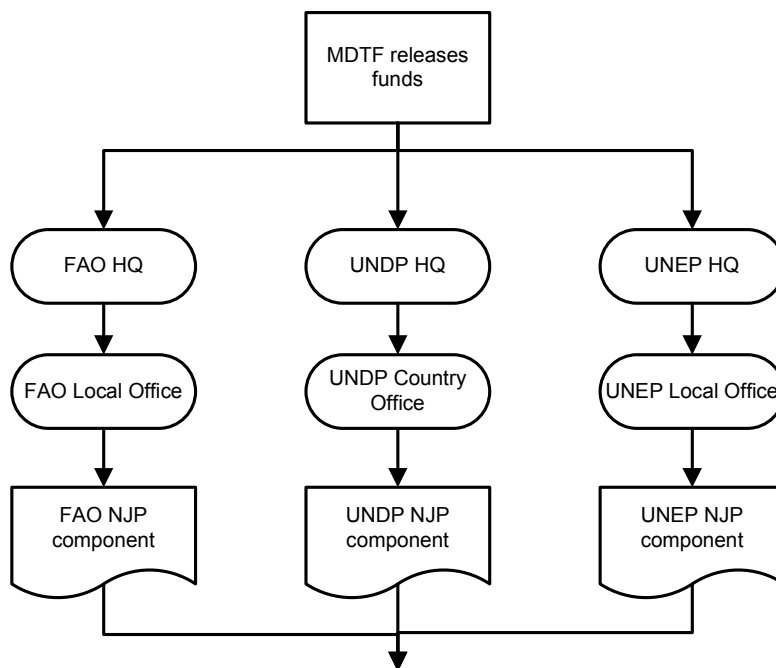 MDTF releases
funds
FAO HQ
UNDP HQ
UNEP HQ
FAO Local Office
UNDP Country
Office
UNEP Local Office
FAO NJP
component
UNDP NJP
component
UNEP NJP
component